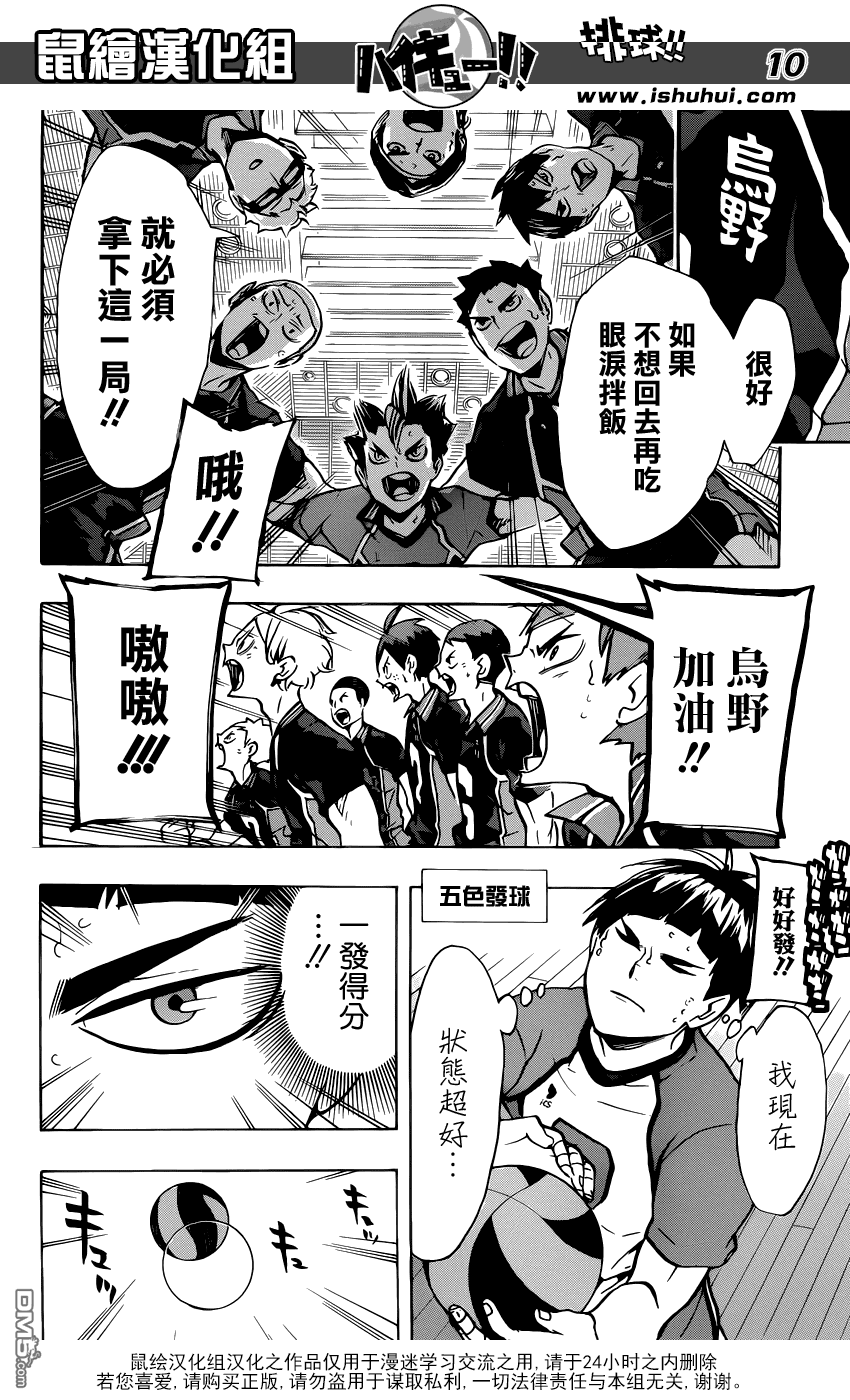 鼠繪漢化組
ハイキュー!!
排球!!
10
www.ishuhui.com
烏野
很好
如果
不想回去再吃
眼淚拌飯
就必須
拿下這一局!!
哦!!
烏野
加油!!
嗷嗷!!!
好好發!!
五色發球
我現在
狀態超好…
一發得分
…!!
キュッ
キュッ
DM5.com
鼠绘汉化组汉化之作品仅用于漫迷学习交流之用,请于24小时之内删除
若您喜爱,请购买正版,请勿盗用于谋取私利,一切法律责任与本组无关,谢谢。